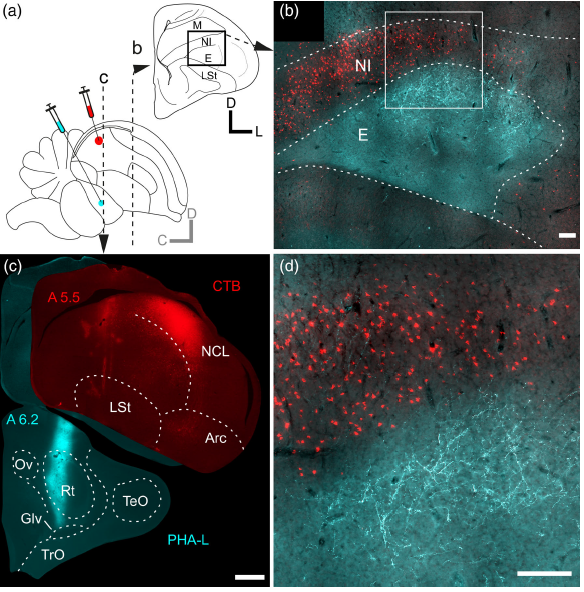 (a)
M
NI
E
LSt
b
c
D
L
D
C
(b)
NI
E
(c)
A 5.5
CTB
NCL
LSt
Arc
A 6.2
Ov
Rt
TeO
Glv
TrO
PHA-L
(d)